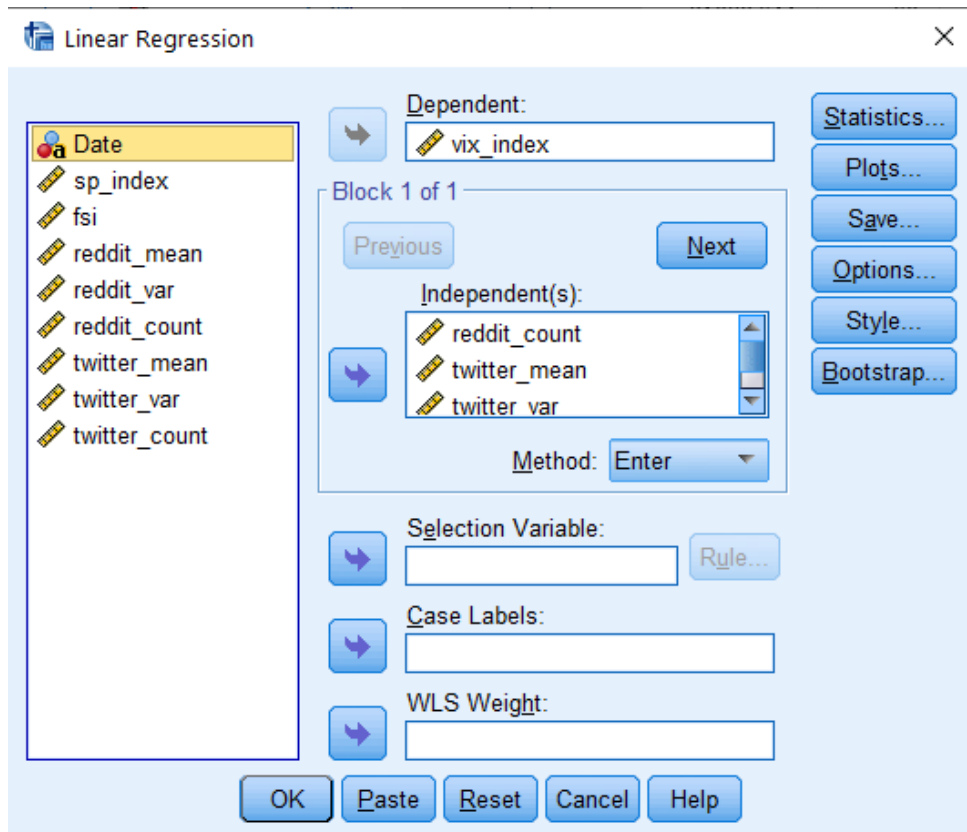 Linear Regression
Date
sp_index
fsi
reddit_mean
reddit_var
reddit_count
twitter_mean
twitter_var
twitter_count
Dependent:
vix_index
Block 1 of 1
Previous
Next
Independent(s):
reddit_count
twitter_mean
twitter_var
Method: Enter
Selection Variable:
Rule...
Case Labels:
WLS Weight:
Statistics...
Plots...
Save...
Options...
Style...
Bootstrap...
OK
Paste
Reset
Cancel
Help